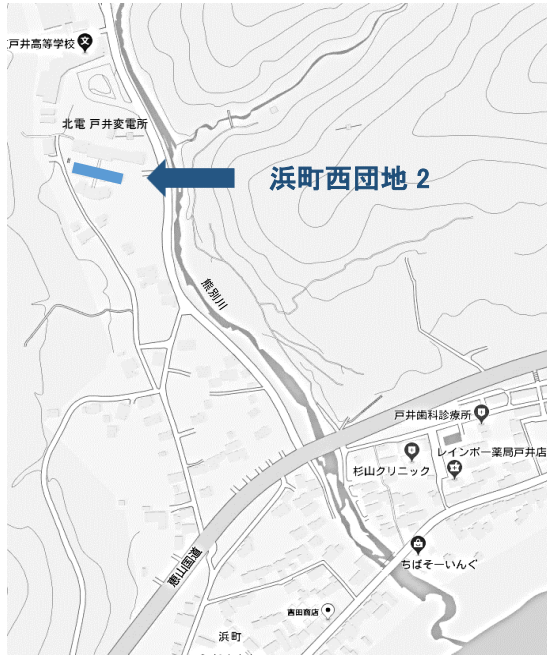 戸井高等学校
北電 戸井変電所
浜町西団地 2
熊別川
戸井歯科診療所
レインボー薬局戸井店
杉山クリニック
恵山国道
ちばそーいんぐ
吉田商店
浜町